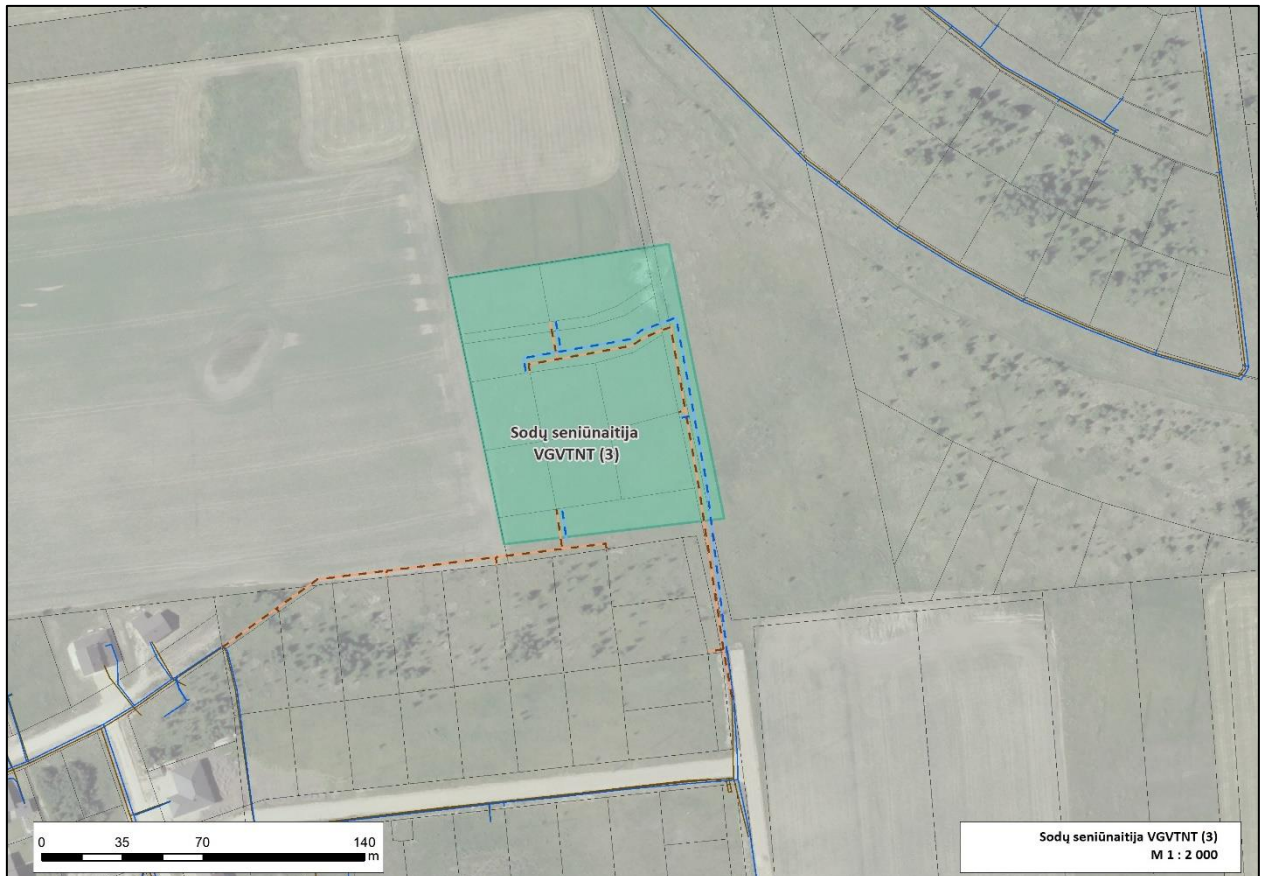 Sodų seniūnaitija
VGVTNT (3)
0 35 70 140
m
Sodų seniūnaitija VGVTNT (3)
M 1 : 2 000